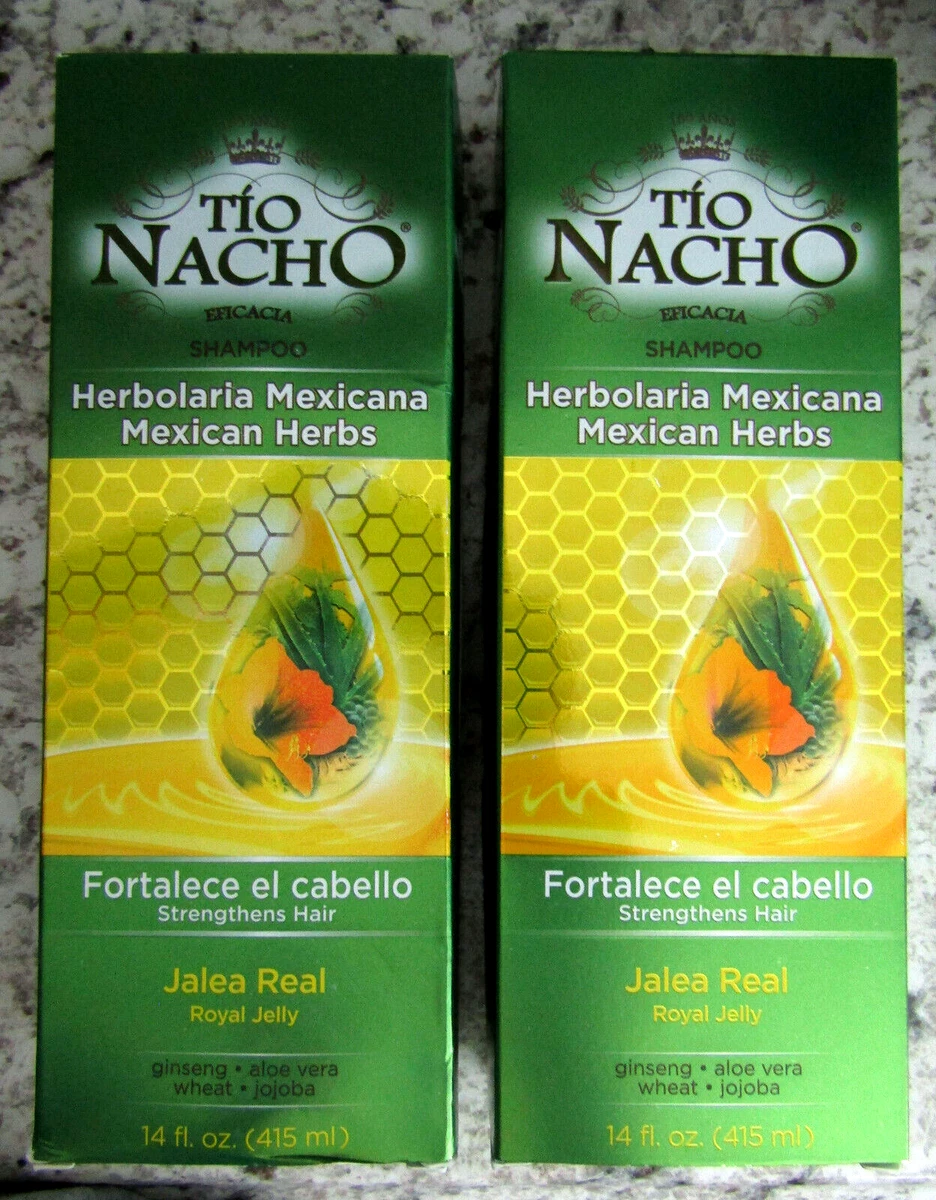 TÍO
NACHO®
EFICACIA
SHAMPOO
Herbolaria Mexicana
Mexican Herbs
Fortalece el cabello
Strengthens Hair
Jalea Real
Royal Jelly
ginseng • aloe vera
wheat • jojoba
14 fl. oz. (415 ml)
AÑOS
TÍO
NACHO®
EFICACIA
SHAMPOO
Herbolaria Mexicana
Mexican Herbs
Fortalece el cabello
Strengthens Hair
Jalea Real
Royal Jelly
ginseng • aloe vera
wheat • jojoba
14 fl. oz. (415 ml)